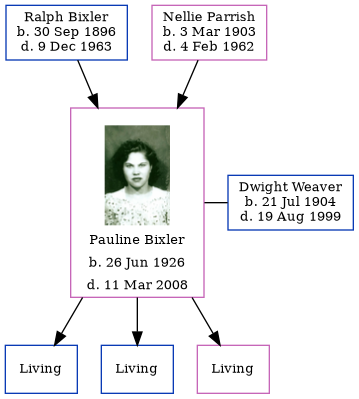 Ralph Bixler
b. 30 Sep 1896
d. 9 Dec 1963
Nellie Parrish
b. 3 Mar 1903
d. 4 Feb 1962
Pauline Bixler
b. 26 Jun 1926
d. 11 Mar 2008
Dwight Weaver
b. 21 Jul 1904
d. 19 Aug 1999
Living
Living
Living